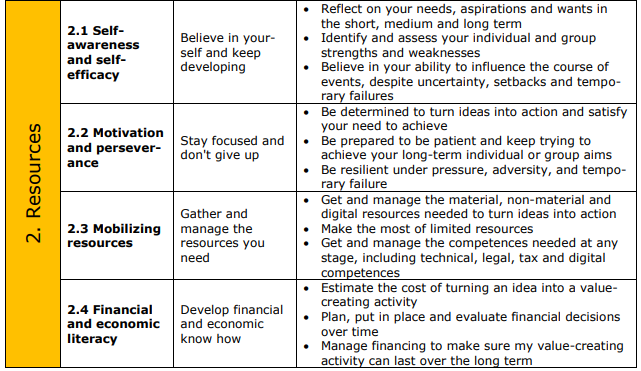 2. Resources
2.1 Self-
awareness
and self-
efficacy
Believe in your-
self and keep
developing
• Reflect on your needs, aspirations and wants in
the short, medium and long term
• Identify and assess your individual and group
strengths and weaknesses
• Believe in your ability to influence the course of
events, despite uncertainty, setbacks and tempo-
rary failures
2.2 Motivation
and persever-
ance
Stay focused and
don't give up
• Be determined to turn ideas into action and satisfy
your need to achieve
• Be prepared to be patient and keep trying to
achieve your long-term individual or group aims
• Be resilient under pressure, adversity, and tempo-
rary failure
2.3 Mobilizing
resources
Gather and
manage the
resources you
need
• Get and manage the material, non-material and
digital resources needed to turn ideas into action
• Make the most of limited resources
• Get and manage the competences needed at any
stage, including technical, legal, tax and digital
competences
2.4 Financial
and economic
literacy
Develop financial
and economic
know how
• Estimate the cost of turning an idea into a value-
creating activity
• Plan, put in place and evaluate financial decisions
over time
• Manage financing to make sure my value-creating
activity can last over the long term